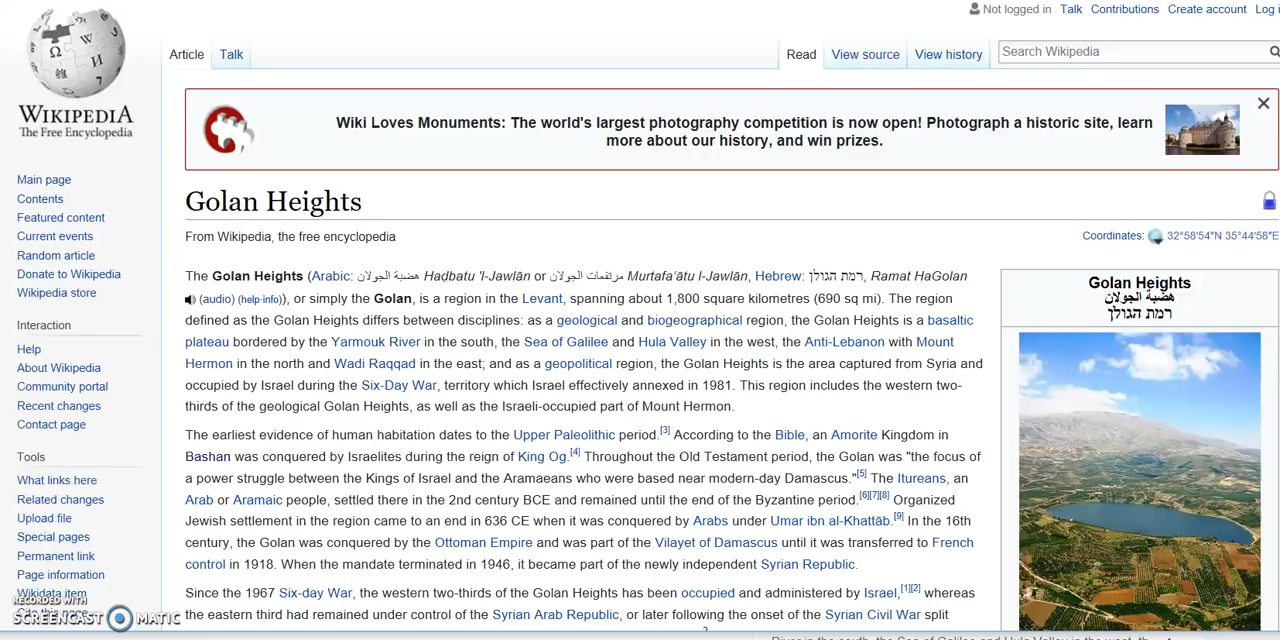 Not logged in Talk Contributions Create account Log i
Article Talk Read View source View history Search Wikipedia
WIKIPEDIA
The Free Encyclopedia
Wiki Loves Monuments: The world's largest photography competition is now open! Photograph a historic site, learn
more about our history, and win prizes.
Main page
Contents
Featured content
Current events
Random article
Donate to Wikipedia
Wikipedia store
Interaction
Help
About Wikipedia
Community portal
Recent changes
Contact page
Tools
What links here
Related changes
Upload file
Special pages
Permanent link
Page information
Wikidata item
Cite this page
RECORDED WITH
SCREENCAST MATIC
Golan Heights
From Wikipedia, the free encyclopedia
Coordinates: 32°58′54″N 35°44′58″E
The Golan Heights (Arabic: هضبة الجولان Haḍbatu 'l-Jawlān or مرتفعات الجولان Murtafaʻātu l-Jawlān, Hebrew: רמת הגולן, Ramat HaGolan
(audio) (help·info)), or simply the Golan, is a region in the Levant, spanning about 1,800 square kilometres (690 sq mi). The region
defined as the Golan Heights differs between disciplines: as a geological and biogeographical region, the Golan Heights is a basaltic
plateau bordered by the Yarmouk River in the south, the Sea of Galilee and Hula Valley in the west, the Anti-Lebanon with Mount
Hermon in the north and Wadi Raqqad in the east; and as a geopolitical region, the Golan Heights is the area captured from Syria and
occupied by Israel during the Six-Day War, territory which Israel effectively annexed in 1981. This region includes the western two-
thirds of the geological Golan Heights, as well as the Israeli-occupied part of Mount Hermon.
The earliest evidence of human habitation dates to the Upper Paleolithic period.[3] According to the Bible, an Amorite Kingdom in
Bashan was conquered by Israelites during the reign of King Og.[4] Throughout the Old Testament period, the Golan was "the focus of
a power struggle between the Kings of Israel and the Aramaeans who were based near modern-day Damascus."[5] The Itureans, an
Arab or Aramaic people, settled there in the 2nd century BCE and remained until the end of the Byzantine period.[6][7][8] Organized
Jewish settlement in the region came to an end in 636 CE when it was conquered by Arabs under Umar ibn al-Khattāb.[9] In the 16th
century, the Golan was conquered by the Ottoman Empire and was part of the Vilayet of Damascus until it was transferred to French
control in 1918. When the mandate terminated in 1946, it became part of the newly independent Syrian Republic.
Since the 1967 Six-day War, the western two-thirds of the Golan Heights has been occupied and administered by Israel,[1][2] whereas
the eastern third had remained under control of the Syrian Arab Republic, or later following the onset of the Syrian Civil War split
Golan Heights
هضبة الجولان
רמת הגולן